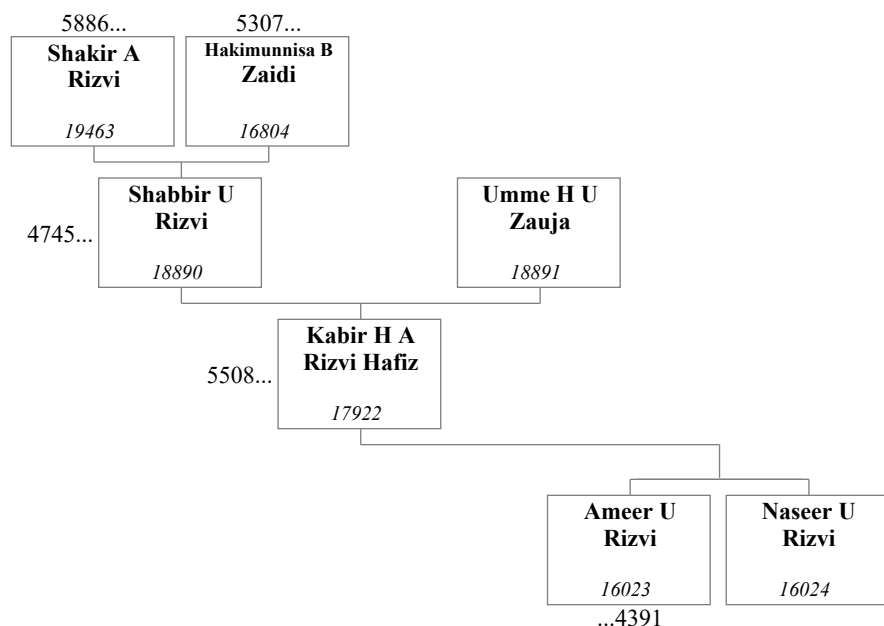 5886...
5307...
Shakir A
Rizvi
19463
Hakimunnisa B
Zaidi
16804
4745...
Shabbir U
Rizvi
18890
Umme H U
Zauja
18891
5508...
Kabir H A
Rizvi Hafiz
17922
Ameer U
Rizvi
16023
Naseer U
Rizvi
16024
...4391